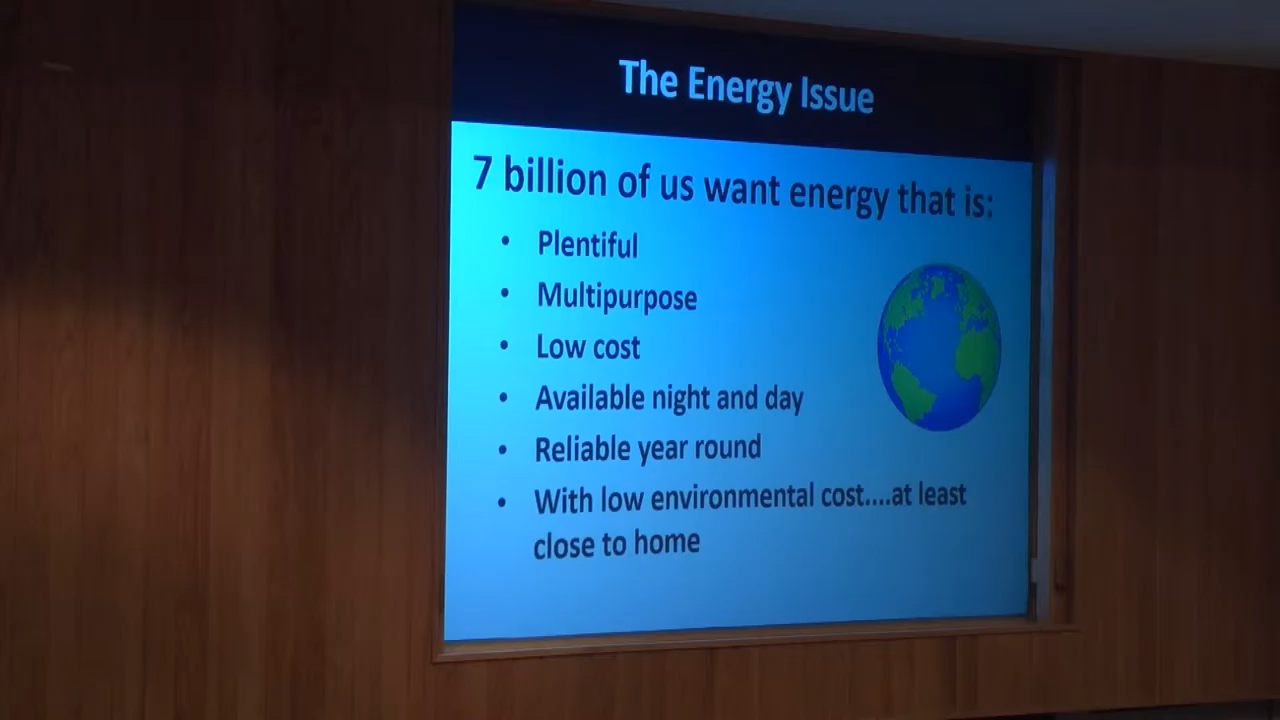 The Energy Issue
7 billion of us want energy that is:
• Plentiful
• Multipurpose
• Low cost
• Available night and day
• Reliable year round
• With low environmental cost....at least
close to home